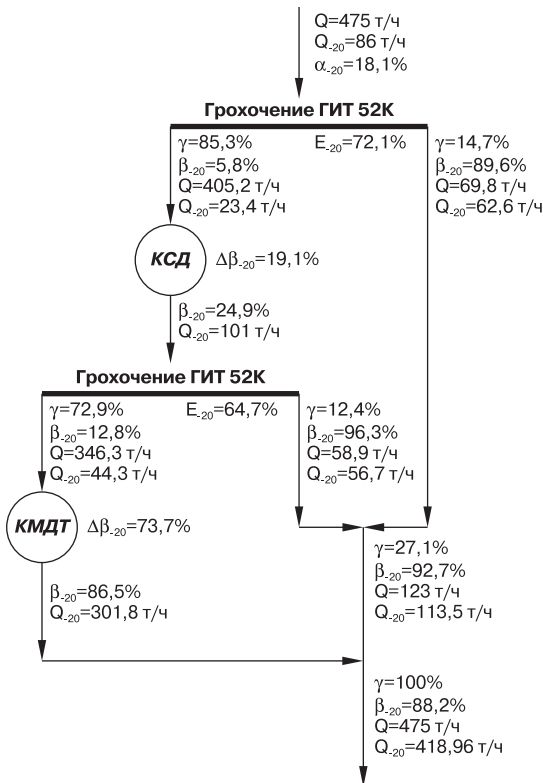 Q=475 т/ч
Q-20=86 т/ч
α-20=18,1%
Грохочение ГИТ 52К
γ=85,3%
β-20=5,8%
Q=405,2 т/ч
Q-20=23,4 т/ч
E-20=72,1%
γ=14,7%
β-20=89,6%
Q=69,8 т/ч
Q-20=62,6 т/ч
КСД
Δβ-20=19,1%
β-20=24,9%
Q-20=101 т/ч
Грохочение ГИТ 52К
γ=72,9%
β-20=12,8%
Q=346,3 т/ч
Q-20=44,3 т/ч
E-20=64,7%
γ=12,4%
β-20=96,3%
Q=58,9 т/ч
Q-20=56,7 т/ч
КМДТ
Δβ-20=73,7%
γ=27,1%
β-20=92,7%
Q=123 т/ч
Q-20=113,5 т/ч
β-20=86,5%
Q-20=301,8 т/ч
γ=100%
β-20=88,2%
Q=475 т/ч
Q-20=418,96 т/ч